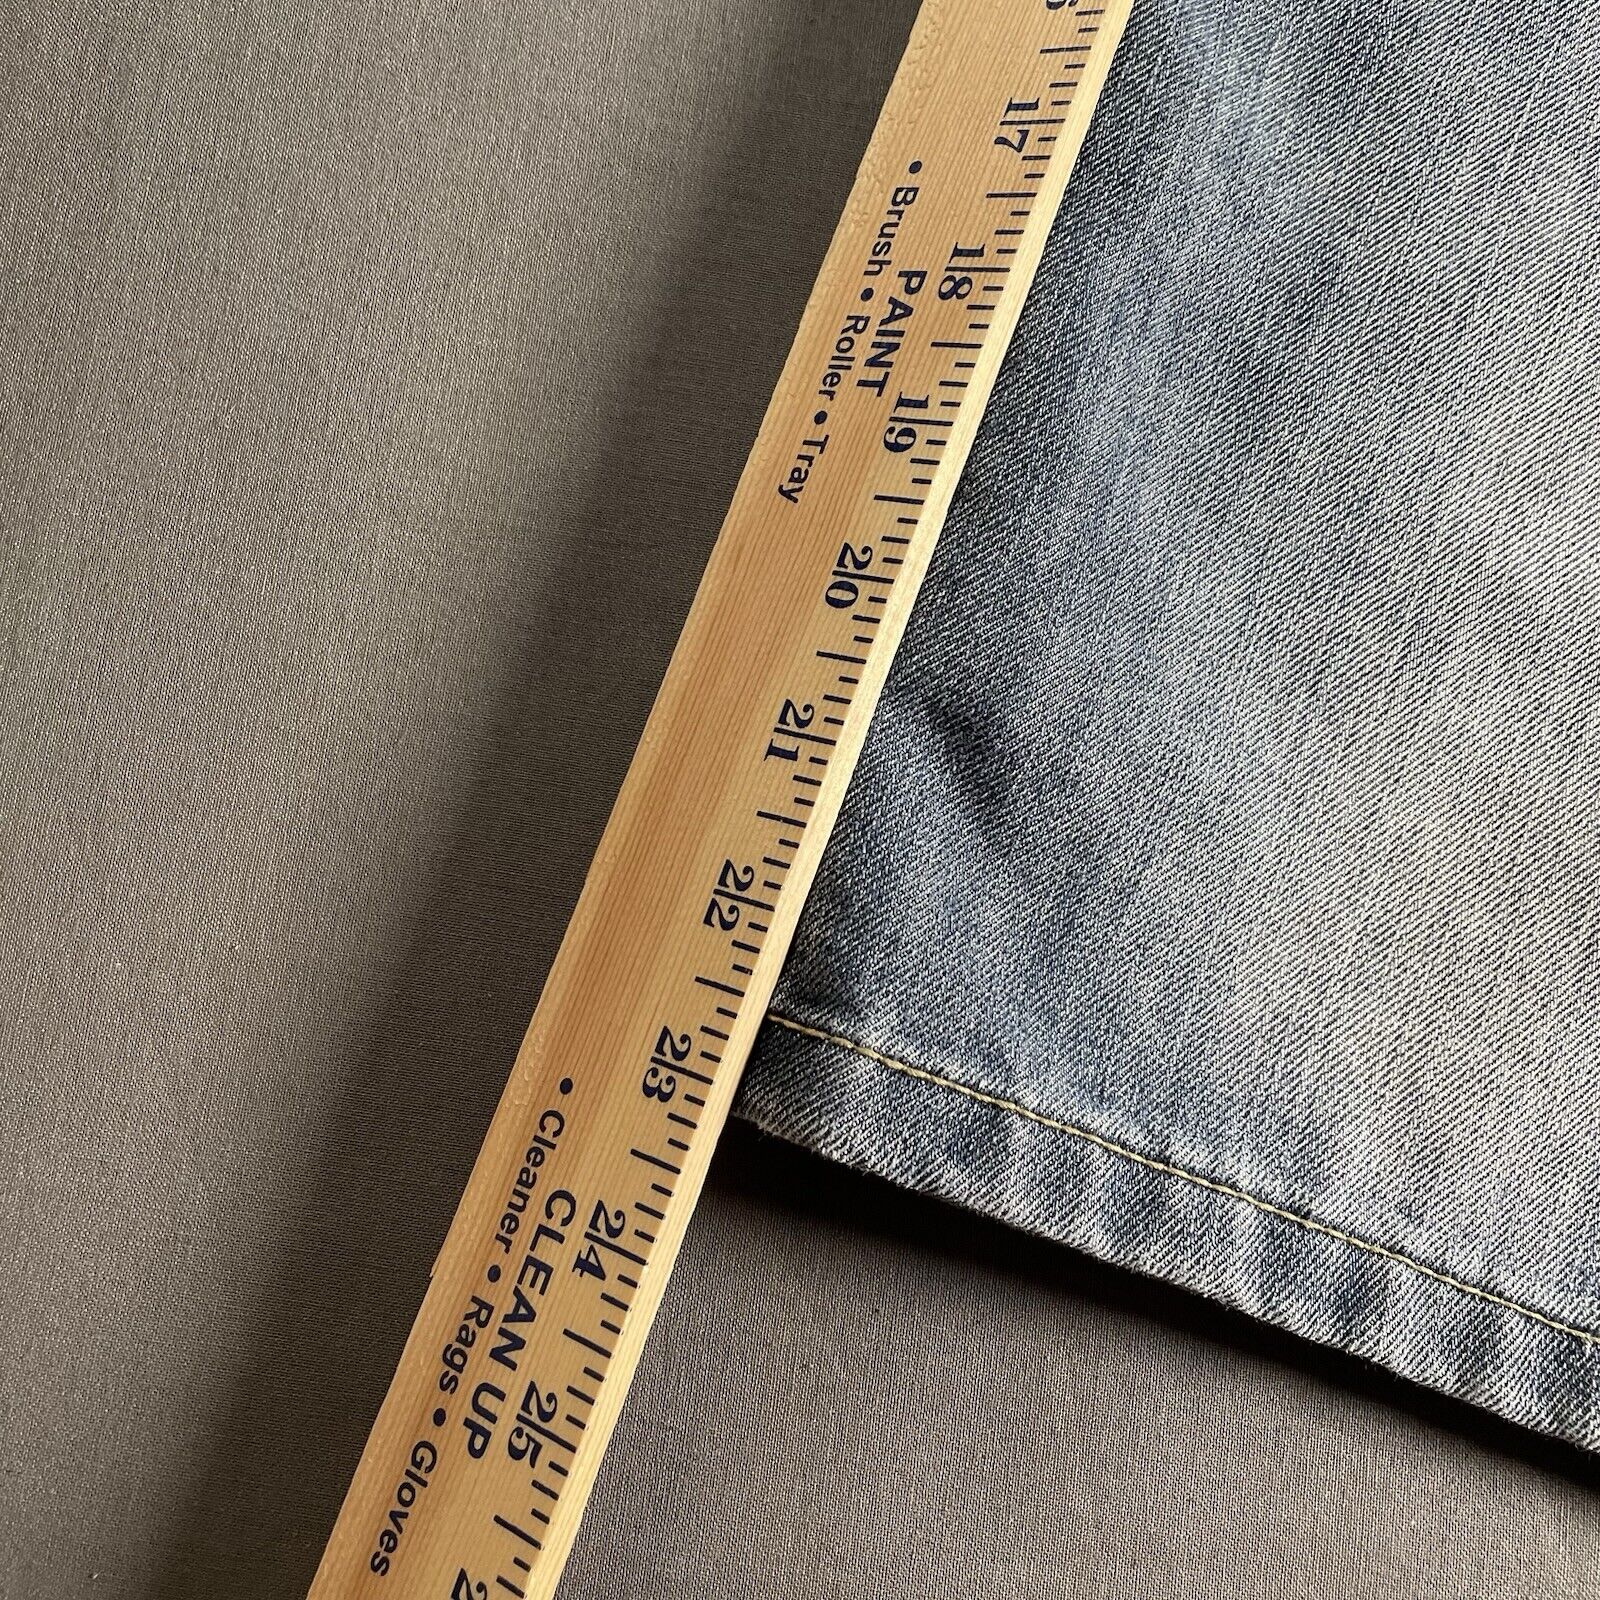 17
18
19
20
21
22
23
24
25
PAINT
• Brush • Roller • Tray
CLEAN UP
• Cleaner • Rags • Gloves